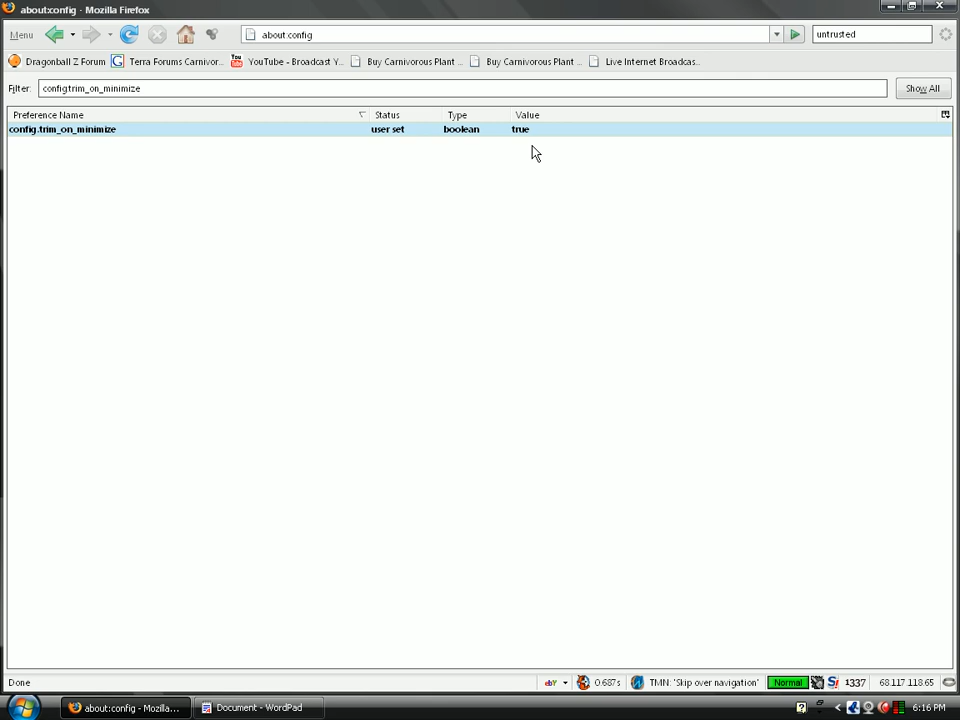 about:config - Mozilla Firefox
Menu
about:config
untrusted
Dragonball Z Forum
Terra Forums Carnivor...
YouTube - Broadcast Y...
Buy Carnivorous Plant ...
Buy Carnivorous Plant ...
Live Internet Broadcas...
Filter:
config.trim_on_minimize
Show All
Preference Name Status Type Value
config.trim_on_minimize user set boolean true
Done
ebY
0.687s
TMN: 'Skip over navigation'
Normal
1337
68.117.118.65
about:config - Mozilla...
Document - WordPad
6:16 PM